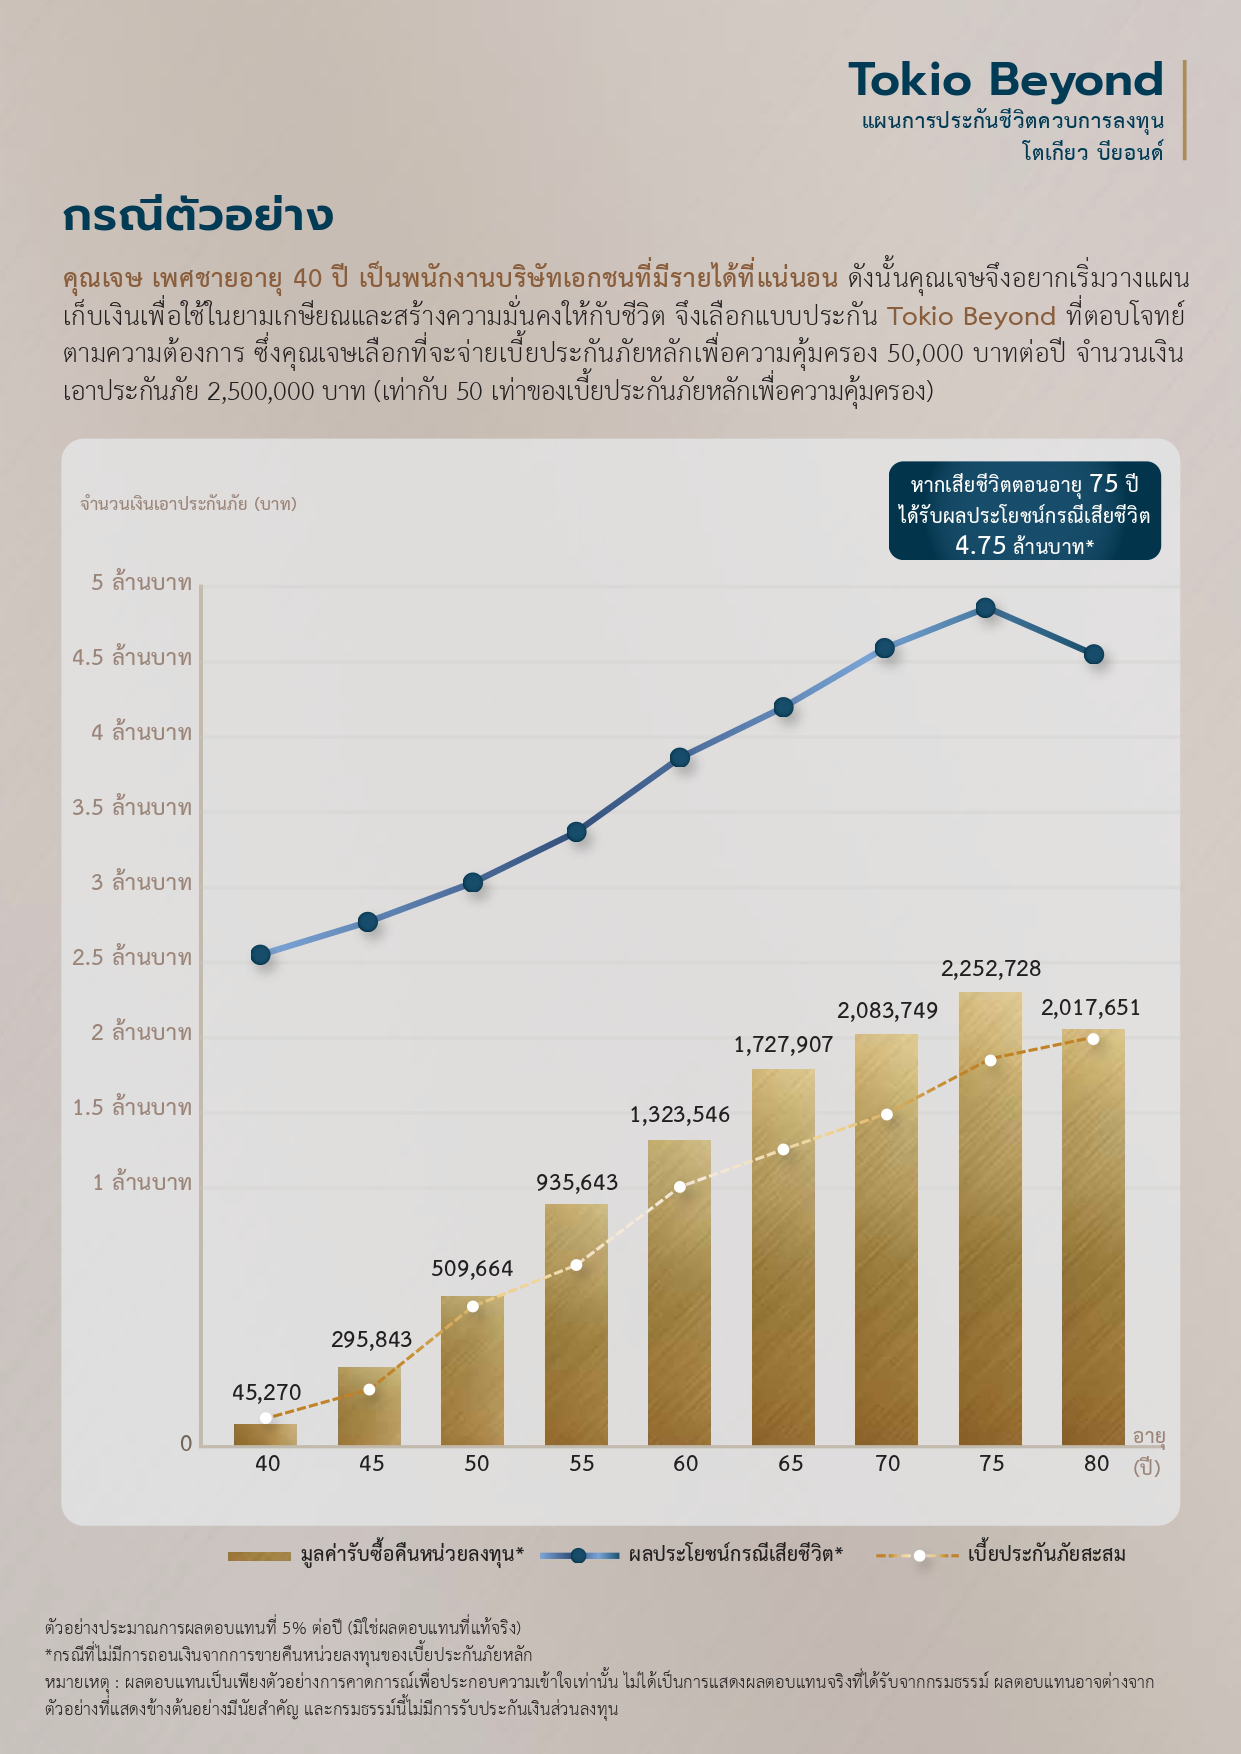 Tokio Beyond
แผนการประกันชีวิตควบการลงทุน
โตเกียว บียอนด์
กรณีตัวอย่าง
คุณเจษ เพศชายอายุ 40 ปี เป็นพนักงานบริษัทเอกชนที่มีรายได้ที่แน่นอน ดังนั้นคุณเจษจึงอยากเริ่มวางแผน
เก็บเงินเพื่อใช้ในยามเกษียณและสร้างความมั่นคงให้กับชีวิต จึงเลือกแบบประกัน Tokio Beyond ที่ตอบโจทย์
ตามความต้องการ ซึ่งคุณเจษเลือกที่จะจ่ายเบี้ยประกันภัยหลักเพื่อความคุ้มครอง 50,000 บาทต่อปี จำนวนเงิน
เอาประกันภัย 2,500,000 บาท (เท่ากับ 50 เท่าของเบี้ยประกันภัยหลักเพื่อความคุ้มครอง)
จำนวนเงินเอาประกันภัย (บาท)
หากเสียชีวิตตอนอายุ 75 ปี
ได้รับผลประโยชน์กรณีเสียชีวิต
4.75 ล้านบาท*
5 ล้านบาท
4.5 ล้านบาท
4 ล้านบาท
3.5 ล้านบาท
3 ล้านบาท
2.5 ล้านบาท
2 ล้านบาท
1.5 ล้านบาท
1 ล้านบาท
0
45,270
295,843
509,664
935,643
1,323,546
1,727,907
2,083,749
2,252,728
2,017,651
40 45 50 55 60 65 70 75 80
อายุ
(ปี)
มูลค่ารับซื้อคืนหน่วยลงทุน* ผลประโยชน์กรณีเสียชีวิต* เบี้ยประกันภัยสะสม
ตัวอย่างประมาณการผลตอบแทนที่ 5% ต่อปี (มิใช่ผลตอบแทนที่แท้จริง)
*กรณีที่ไม่มีการถอนเงินจากการขายคืนหน่วยลงทุนของเบี้ยประกันภัยหลัก
หมายเหตุ : ผลตอบแทนเป็นเพียงตัวอย่างการคาดการณ์เพื่อประกอบความเข้าใจเท่านั้น ไม่ได้เป็นการแสดงผลตอบแทนจริงที่ได้รับจากกรมธรรม์ ผลตอบแทนอาจต่างจาก
ตัวอย่างที่แสดงข้างต้นอย่างมีนัยสำคัญ และกรมธรรม์นี้ไม่มีการรับประกันเงินส่วนลงทุน